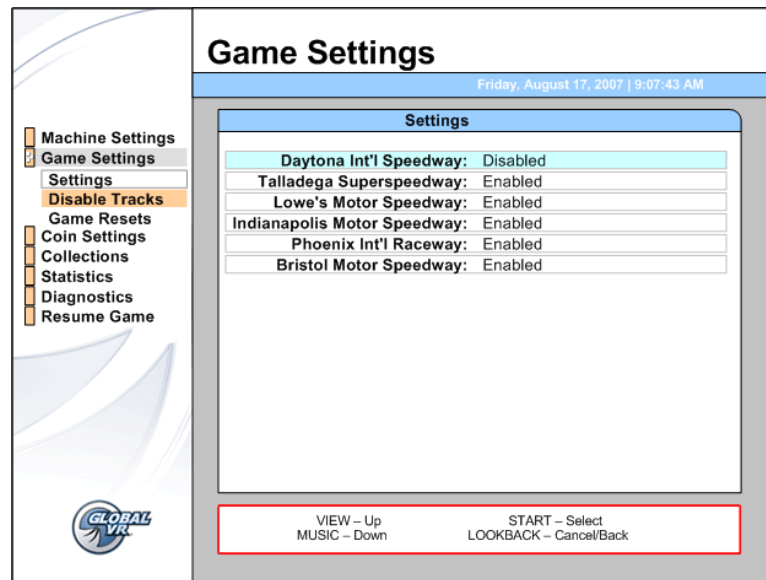 Game Settings
Friday, August 17, 2007 | 9:07:43 AM
Machine Settings
Game Settings
Settings
Disable Tracks
Game Resets
Coin Settings
Collections
Statistics
Diagnostics
Resume Game
Settings
Daytona Int'l Speedway: Disabled
Talladega Superspeedway: Enabled
Lowe's Motor Speedway: Enabled
Indianapolis Motor Speedway: Enabled
Phoenix Int'l Raceway: Enabled
Bristol Motor Speedway: Enabled
GLOBAL
VR
VIEW – Up START – Select
MUSIC – Down LOOKBACK – Cancel/Back